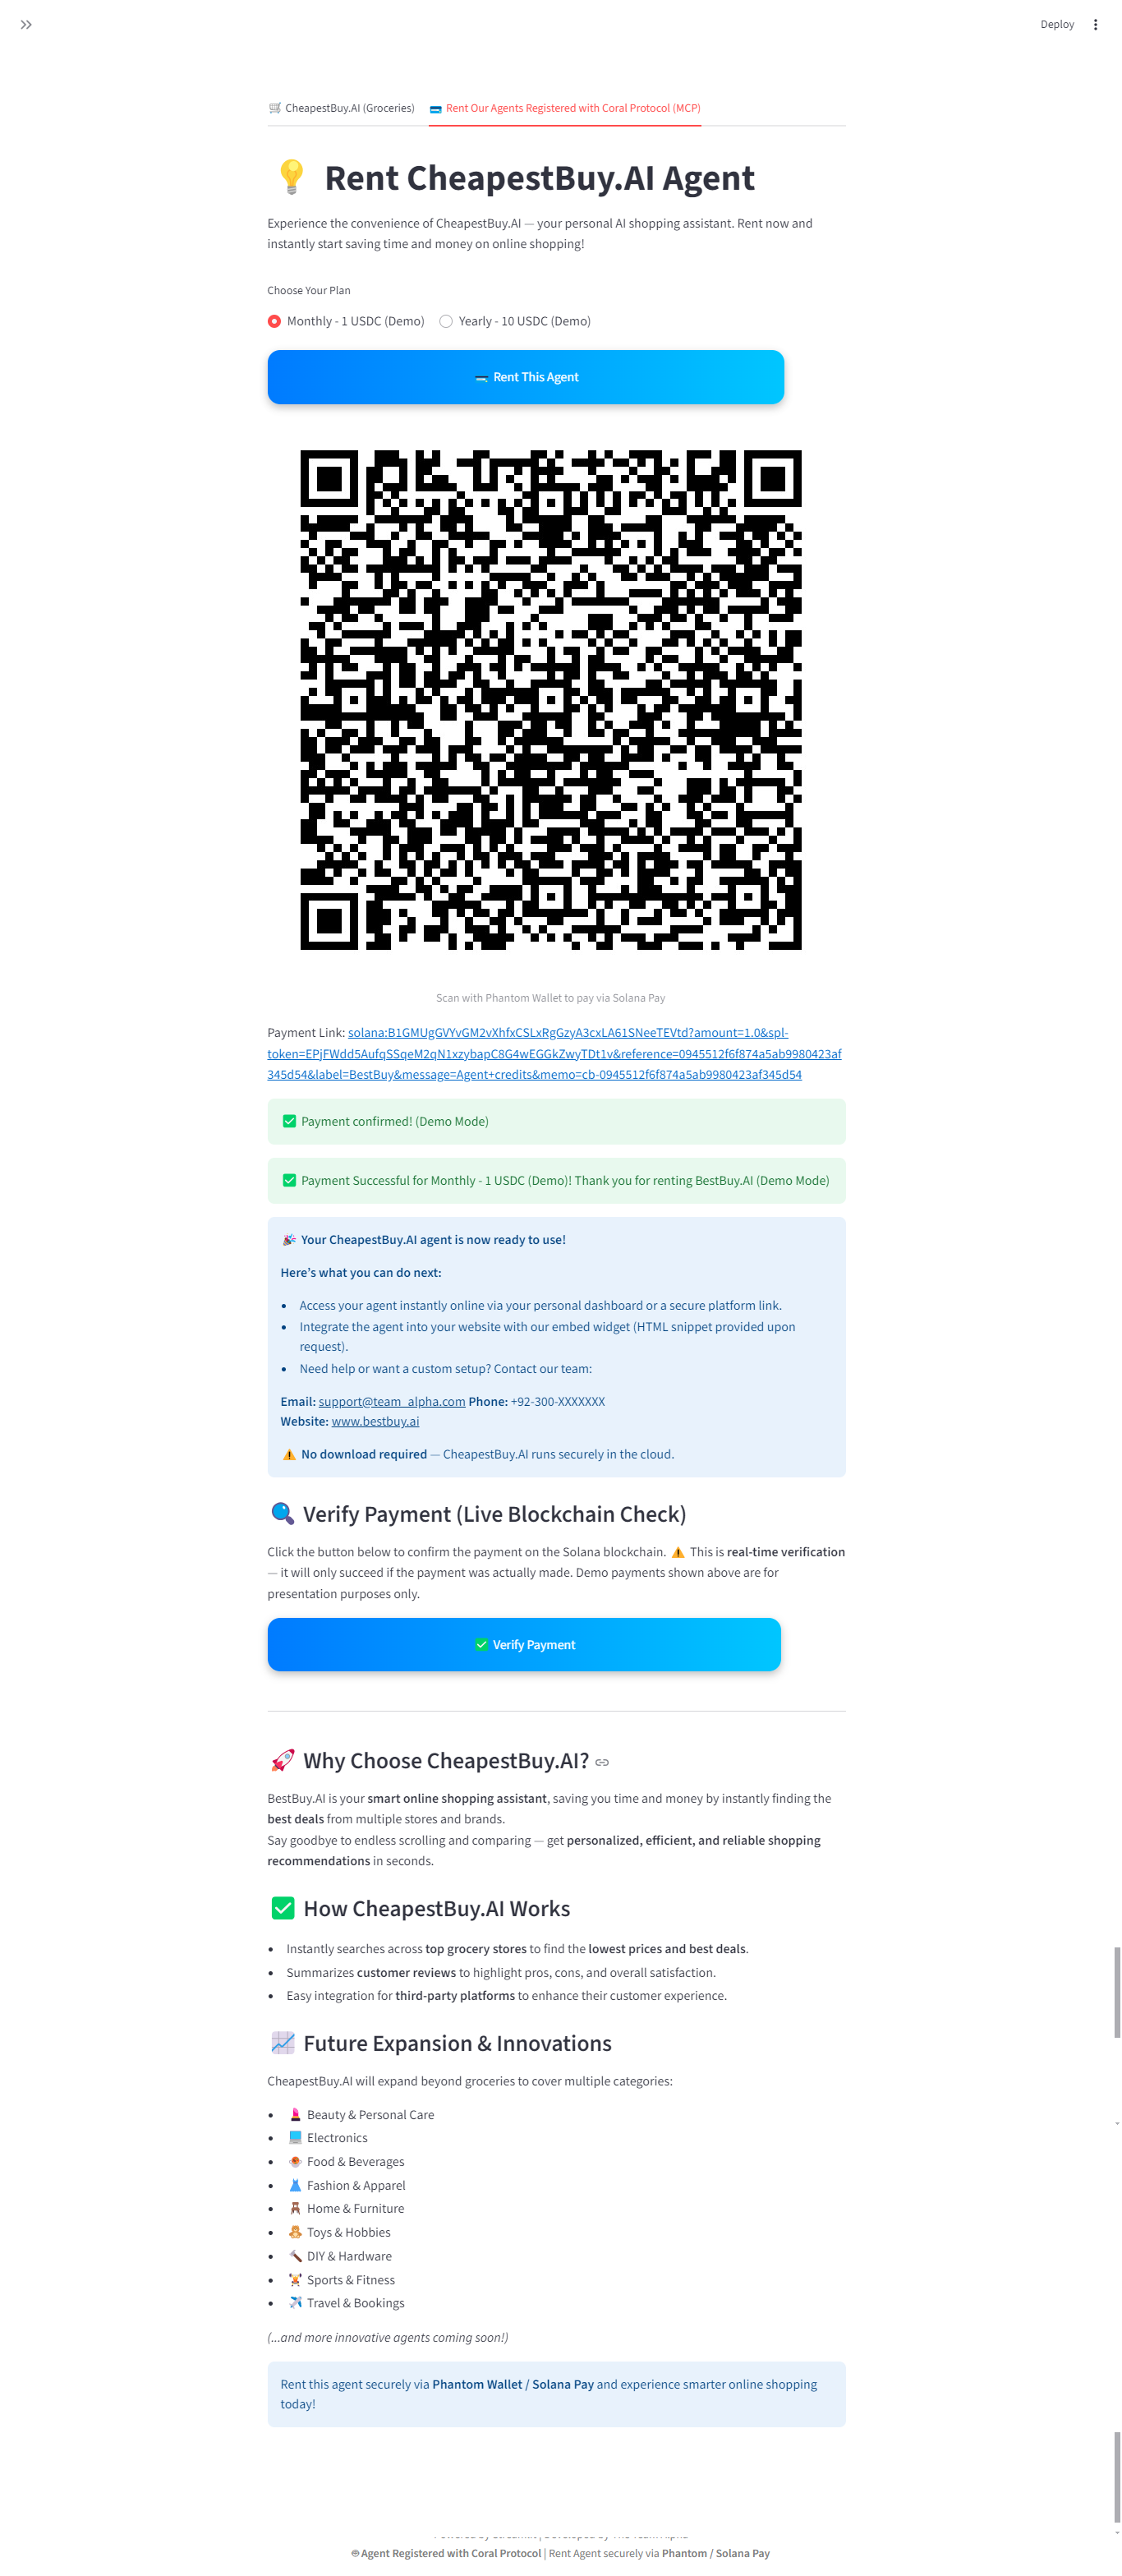 Deploy
CheapestBuy.AI (Groceries)
Rent Our Agents Registered with Coral Protocol (MCP)
Rent CheapestBuy.AI Agent
Experience the convenience of CheapestBuy.AI — your personal AI shopping assistant. Rent now and
instantly start saving time and money on online shopping!
Choose Your Plan
Monthly - 1 USDC (Demo)
Yearly - 10 USDC (Demo)
Rent This Agent
Scan with Phantom Wallet to pay via Solana Pay
Payment Link: solana:B1GMUgGVYvGM2vXhfxCSLxRgGzyA3cxLA61SNeeTEVtd?amount=1.0&spl-
token=EPjFWdd5AufqSSqeM2qN1xzybapC8G4wEGGkZwyTDt1v&reference=0945512f6f874a5ab9980423af
345d54&label=BestBuy&message=Agent+credits&memo=cb-0945512f6f874a5ab9980423af345d54
Payment confirmed! (Demo Mode)
Payment Successful for Monthly - 1 USDC (Demo)! Thank you for renting BestBuy.AI (Demo Mode)
Your CheapestBuy.AI agent is now ready to use!
Here's what you can do next:
• Access your agent instantly online via your personal dashboard or a secure platform link.
• Integrate the agent into your website with our embed widget (HTML snippet provided upon
request).
• Need help or want a custom setup? Contact our team:
Email: support@team_alpha.com Phone: +92-300-XXXXXXX
Website: www.bestbuy.ai
No download required — CheapestBuy.AI runs securely in the cloud.
Verify Payment (Live Blockchain Check)
Click the button below to confirm the payment on the Solana blockchain. ⚠️ This is real-time verification
— it will only succeed if the payment was actually made. Demo payments shown above are for
presentation purposes only.
Verify Payment
Why Choose CheapestBuy.AI?
BestBuy.AI is your smart online shopping assistant, saving you time and money by instantly finding the
best deals from multiple stores and brands.
Say goodbye to endless scrolling and comparing — get personalized, efficient, and reliable shopping
recommendations in seconds.
How CheapestBuy.AI Works
• Instantly searches across top grocery stores to find the lowest prices and best deals.
• Summarizes customer reviews to highlight pros, cons, and overall satisfaction.
• Easy integration for third-party platforms to enhance their customer experience.
Future Expansion & Innovations
CheapestBuy.AI will expand beyond groceries to cover multiple categories:
• Beauty & Personal Care
• Electronics
• Food & Beverages
• Fashion & Apparel
• Home & Furniture
• Toys & Hobbies
• DIY & Hardware
• Sports & Fitness
• Travel & Bookings
(...and more innovative agents coming soon!)
Rent this agent securely via Phantom Wallet / Solana Pay and experience smarter online shopping
today!
Agent Registered with Coral Protocol | Rent Agent securely via Phantom / Solana Pay